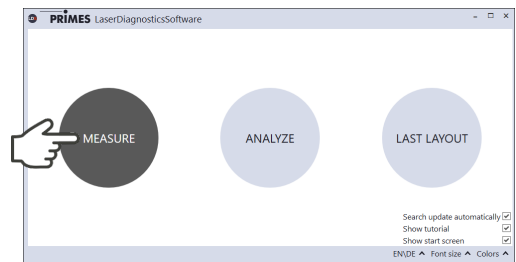 LDS PRIMES LaserDiagnosticsSoftware
MEASURE
ANALYZE
LAST LAYOUT
Search update automatically
Show tutorial
Show start screen
EN\DE Font size Colors